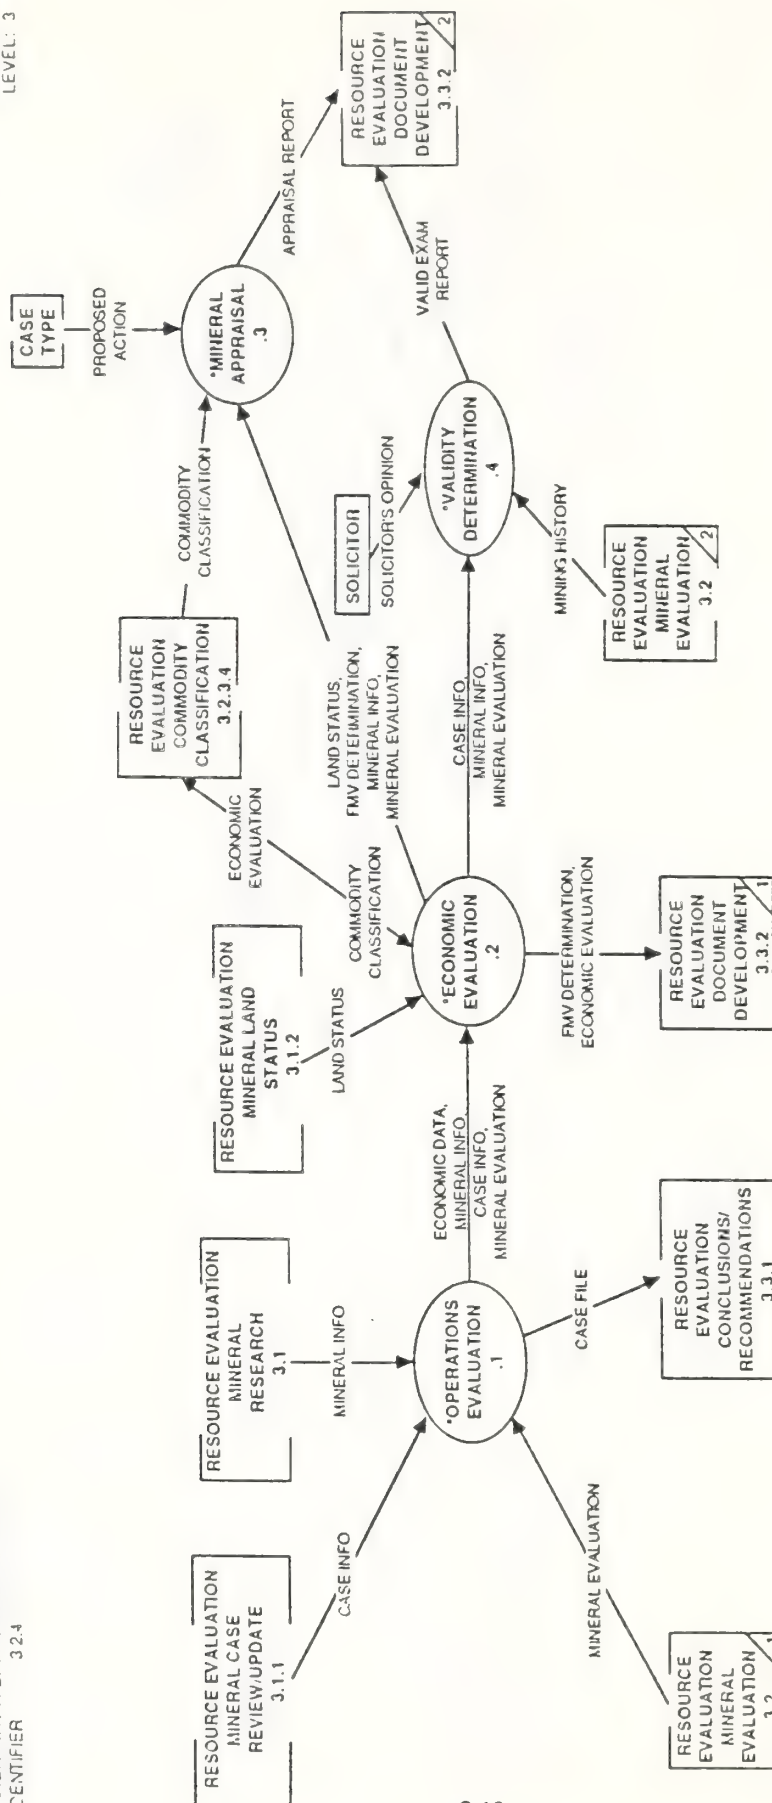 LEVEL: 3
IDENTIFIER 3.2.4
RESOURCE EVALUATION
MINERAL CASE
REVIEW/UPDATE
3.1.1
CASE INFO
RESOURCE EVALUATION
MINERAL
RESEARCH
3.1
MINERAL INFO
RESOURCE EVALUATION
MINERAL LAND
STATUS
3.1.2
LAND STATUS
RESOURCE
EVALUATION
COMMODITY
CLASSIFICATION
3.2.3.4
ECONOMIC
EVALUATION
COMMODITY
CLASSIFICATION
COMMODITY
CLASSIFICATION
CASE
TYPE
PROPOSED
ACTION
*MINERAL
APPRAISAL
.3
APPRAISAL REPORT
RESOURCE
EVALUATION
DOCUMENT
DEVELOPMENT
3.3.2
2
*OPERATIONS
EVALUATION
.1
ECONOMIC DATA,
MINERAL INFO,
CASE INFO,
MINERAL EVALUATION
*ECONOMIC
EVALUATION
.2
LAND STATUS,
FMV DETERMINATION,
MINERAL INFO,
MINERAL EVALUATION
CASE INFO,
MINERAL INFO,
MINERAL EVALUATION
SOLICITOR
SOLICITOR'S OPINION
*VALIDITY
DETERMINATION
.4
VALID EXAM
REPORT
MINERAL EVALUATION
RESOURCE
EVALUATION
MINERAL
EVALUATION
3.2
1
CASE FILE
RESOURCE
EVALUATION
CONCLUSIONS/
RECOMMENDATIONS
3.3.1
FMV DETERMINATION,
ECONOMIC EVALUATION
RESOURCE
EVALUATION
DOCUMENT
DEVELOPMENT
3.3.2
1
MINING HISTORY
RESOURCE
EVALUATION
MINERAL
EVALUATION
3.2
2